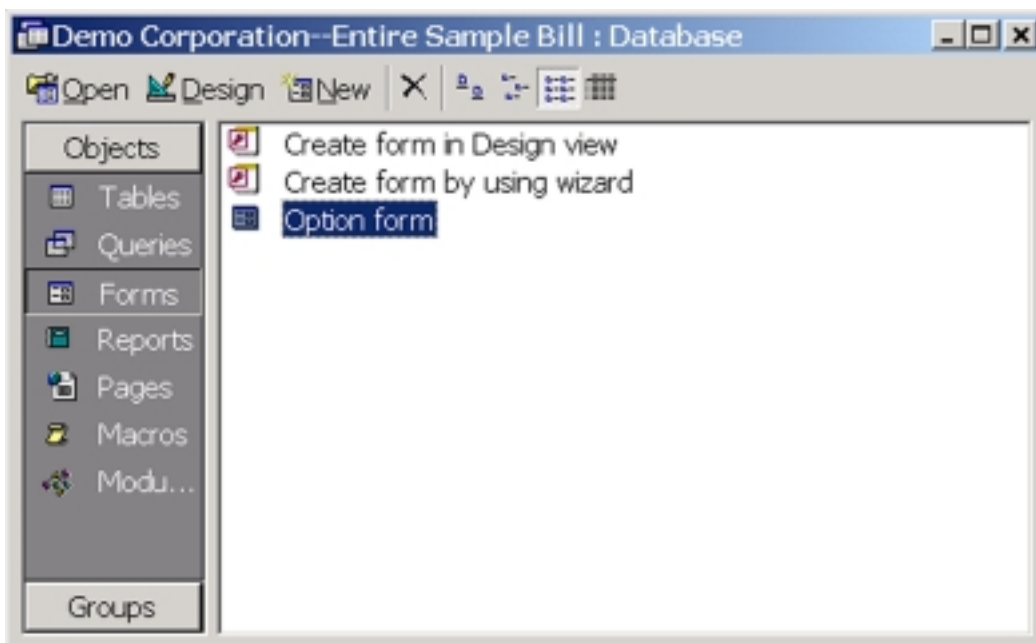 Demo Corporation--Entire Sample Bill : Database
Open Design New
Objects
Tables
Queries
Forms
Reports
Pages
Macros
Modu...
Groups
Create form in Design view
Create form by using wizard
Option form